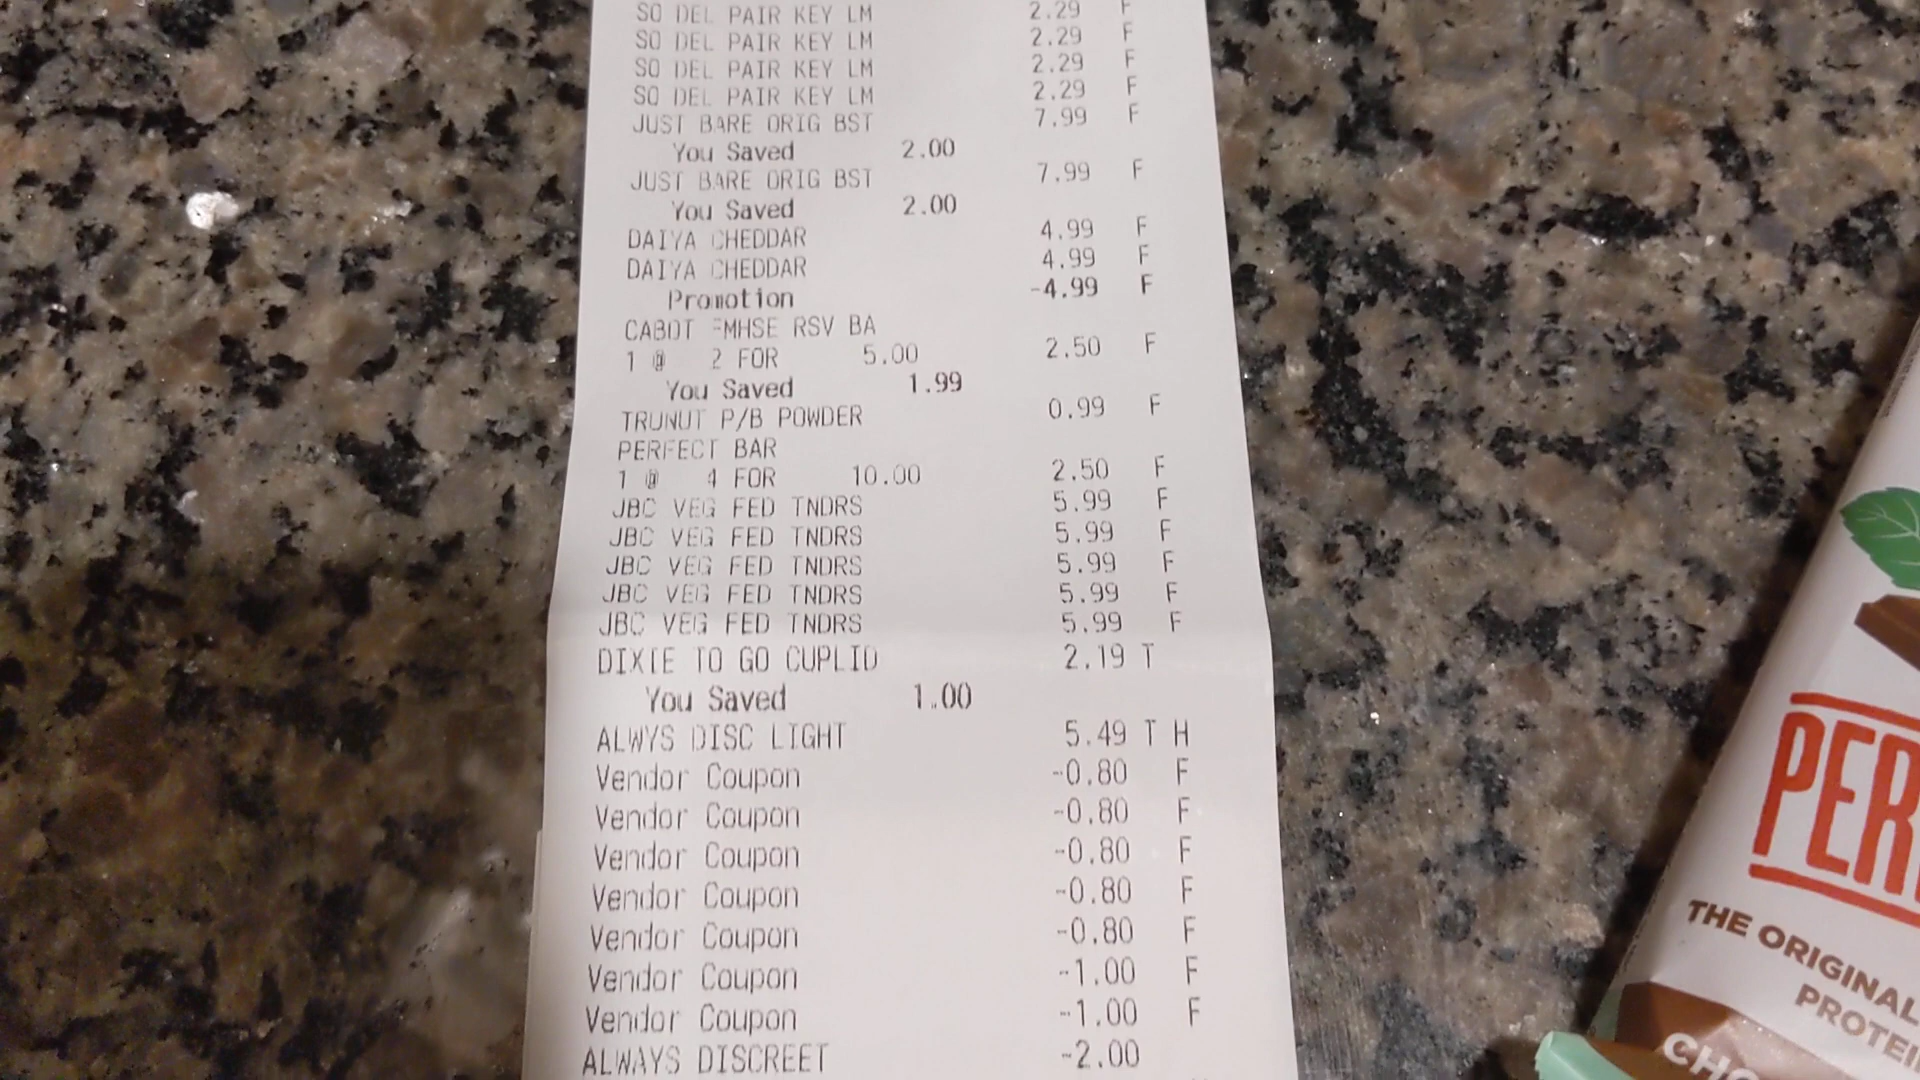 SO DEL PAIR KEY LM 2.29 F
SO DEL PAIR KEY LM 2.29 F
SO DEL PAIR KEY LM 2.29 F
SO DEL PAIR KEY LM 2.29 F
JUST BARE ORIG BST 7.99 F
You Saved 2.00
JUST BARE ORIG BST 7.99 F
You Saved 2.00
DAIYA CHEDDAR 4.99 F
DAIYA CHEDDAR 4.99 F
Promotion -4.99 F
CABOT FMHSE RSV BA
1 @ 2 FOR 5.00 2.50 F
You Saved 1.99
TRUNUT P/B POWDER 0.99 F
PERFECT BAR
1 @ 4 FOR 10.00 2.50 F
JBC VEG FED TNDRS 5.99 F
JBC VEG FED TNDRS 5.99 F
JBC VEG FED TNDRS 5.99 F
JBC VEG FED TNDRS 5.99 F
JBC VEG FED TNDRS 5.99 F
DIXIE TO GO CUPLID 2.19 T
You Saved 1.00
ALWYS DISC LIGHT 5.49 T H
Vendor Coupon -0.80 F
Vendor Coupon -0.80 F
Vendor Coupon -0.80 F
Vendor Coupon -0.80 F
Vendor Coupon -0.80 F
Vendor Coupon -1.00 F
Vendor Coupon -1.00 F
ALWAYS DISCREET -2.00
PER
THE ORIGINAL
PROTEI
CHO